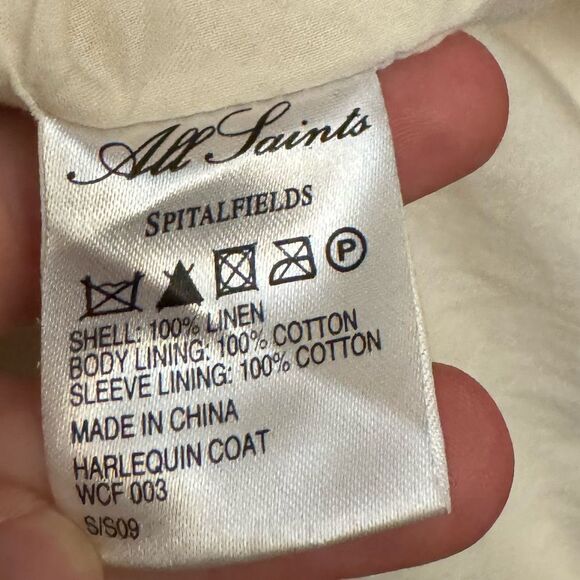 All Saints
SPITALFIELDS
P
SHELL: 100% LINEN
BODY LINING: 100% COTTON
SLEEVE LINING: 100% COTTON
MADE IN CHINA
HARLEQUIN COAT
WCF 003
S/S09